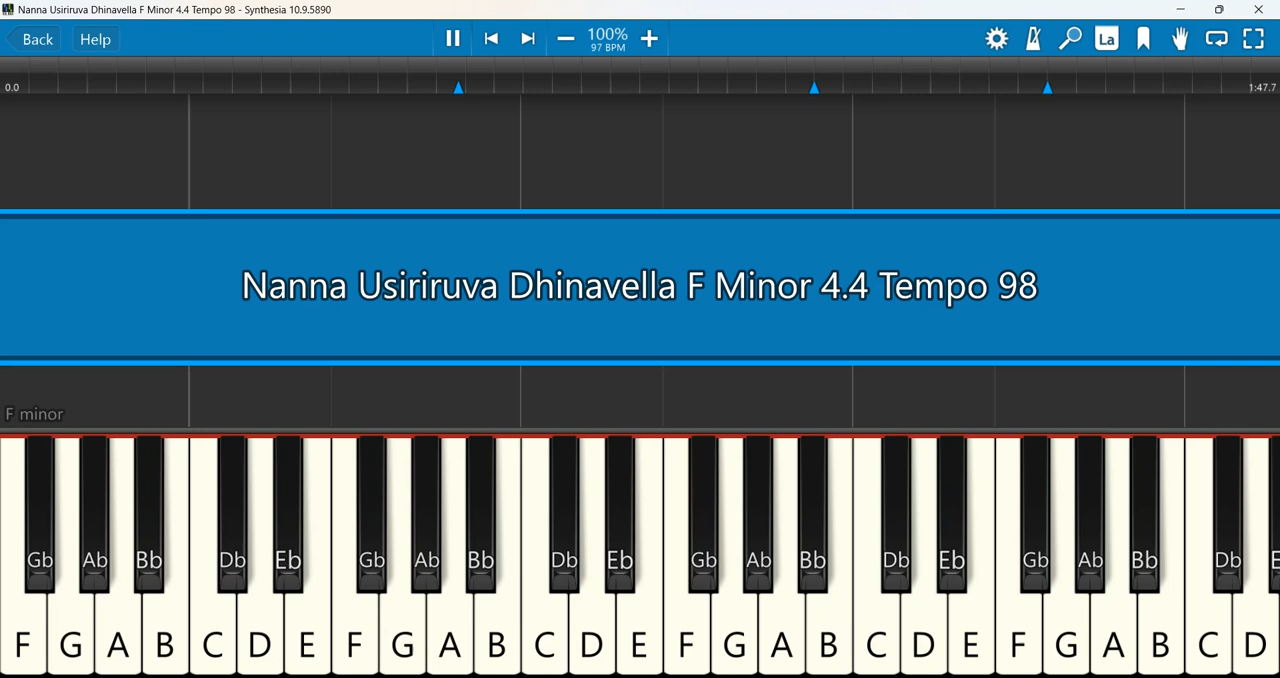 Nanna Usiriruva Dhinavella F Minor 4.4 Tempo 98 - Synthesia 10.9.5890
Back Help 100% La
97 BPM
0.0 1:47.7
Nanna Usiriruva Dhinavella F Minor 4.4 Tempo 98
F minor
Gb Ab Bb Db Eb Gb Ab Bb Db Eb Gb Ab Bb Db Eb Gb Ab Bb Db E
F G A B C D E F G A B C D E F G A B C D E F G A B C D